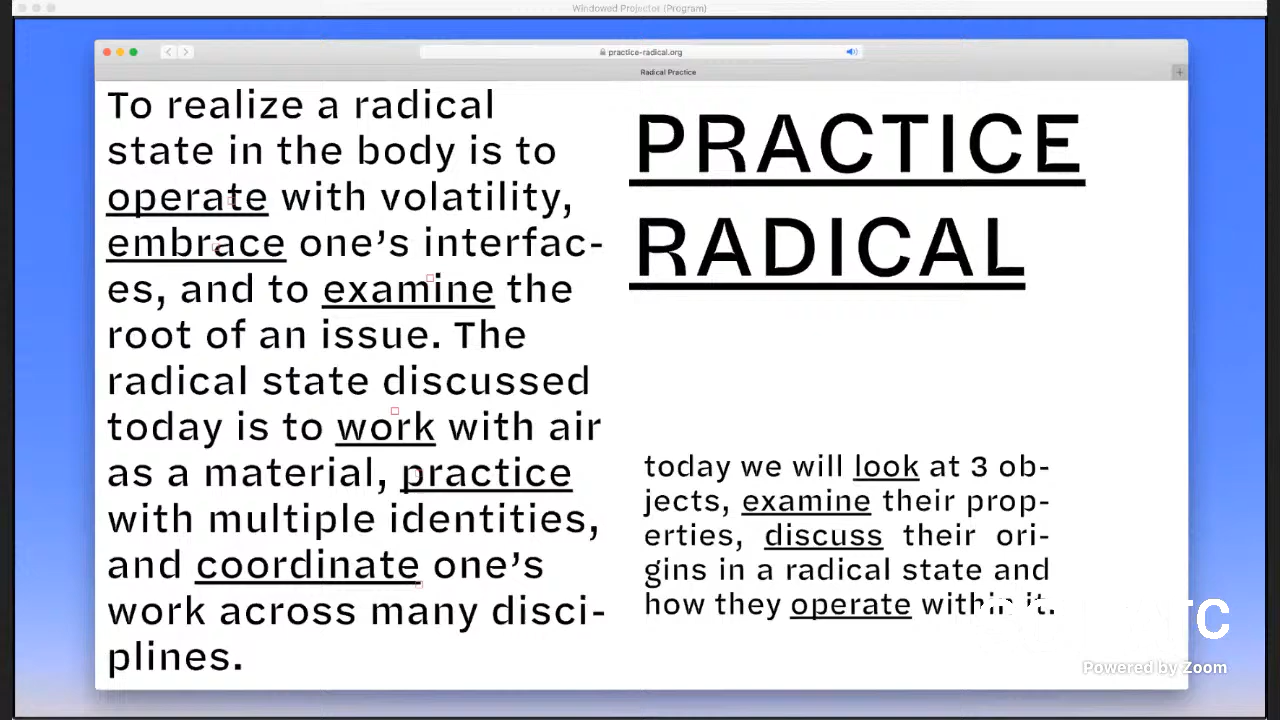 Windowed Projector (Program)
practice-radical.org
Radical Practice
To realize a radical
state in the body is to
operate with volatility,
embrace one’s interfac-
es, and to examine the
root of an issue. The
radical state discussed
today is to work with air
as a material, practice
with multiple identities,
and coordinate one’s
work across many disci-
plines.
PRACTICE
RADICAL
today we will look at 3 ob-
jects, examine their prop-
erties, discuss their ori-
gins in a radical state and
how they operate within it.
TC
Powered by Zoom